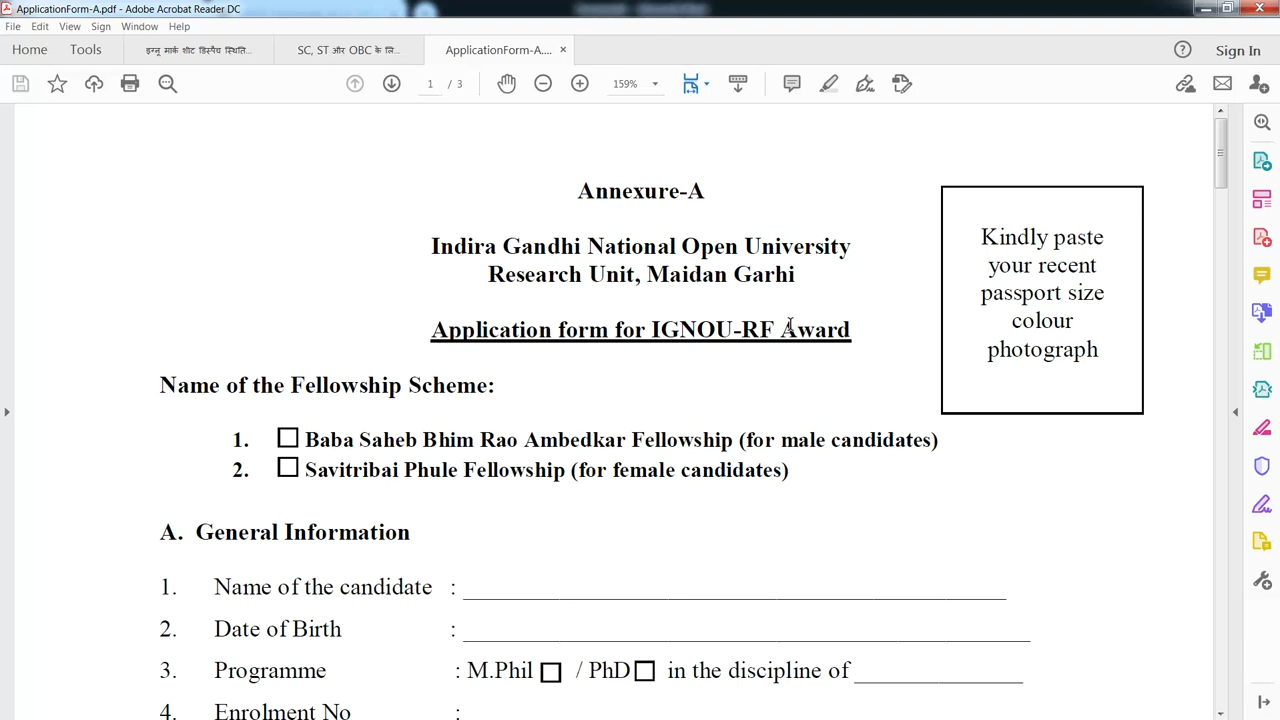 ApplicationForm-A.pdf - Adobe Acrobat Reader DC
File Edit View Sign Window Help
Home Tools इग्नू मार्क शीट डिस्पैच स्थिति... SC, ST और OBC के लि... ApplicationForm-A.... × Sign In
1 / 3 159%
Annexure-A
Kindly paste
your recent
passport size
colour
photograph
Indira Gandhi National Open University
Research Unit, Maidan Garhi
Application form for IGNOU-RF Award
Name of the Fellowship Scheme:
1. Baba Saheb Bhim Rao Ambedkar Fellowship (for male candidates)
2. Savitribai Phule Fellowship (for female candidates)
A. General Information
1. Name of the candidate :
2. Date of Birth :
3. Programme : M.Phil / PhD in the discipline of
4. Enrolment No :